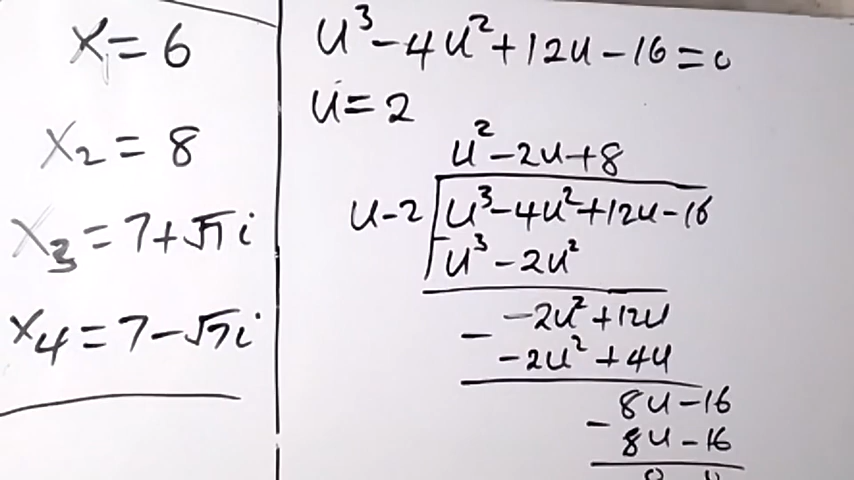 x₁ = 6
x₂ = 8
x₃ = 7+√7i
x₄ = 7-√7i
u³-4u²+12u-16=0
u=2
u²-2u+8
u-2 u³-4u²+12u-16
- u³-2u²
-2u²+12u
- -2u²+4u
8u-16
- 8u-16